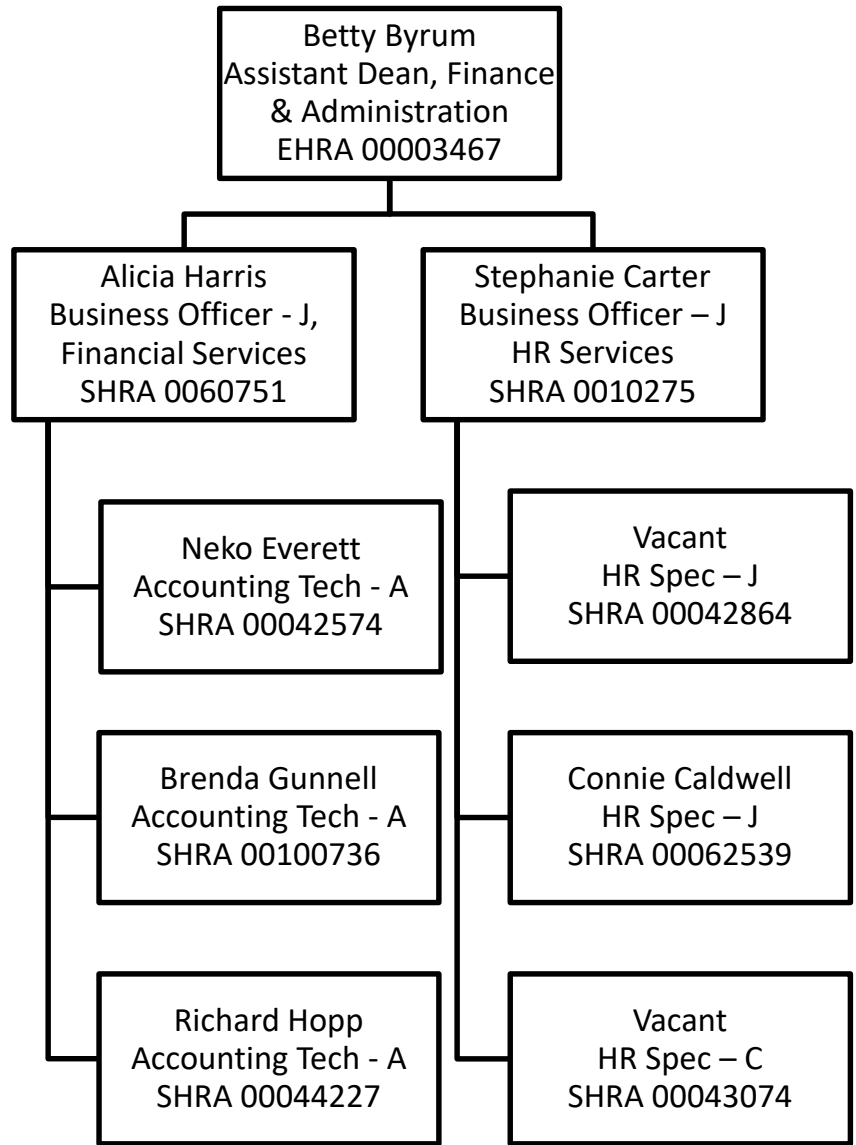 Betty Byrum
Assistant Dean, Finance
& Administration
EHRA 00003467
Alicia Harris
Business Officer - J,
Financial Services
SHRA 0060751
Stephanie Carter
Business Officer – J
HR Services
SHRA 0010275
Neko Everett
Accounting Tech - A
SHRA 00042574
Brenda Gunnell
Accounting Tech - A
SHRA 00100736
Richard Hopp
Accounting Tech - A
SHRA 00044227
Vacant
HR Spec – J
SHRA 00042864
Connie Caldwell
HR Spec – J
SHRA 00062539
Vacant
HR Spec – C
SHRA 00043074